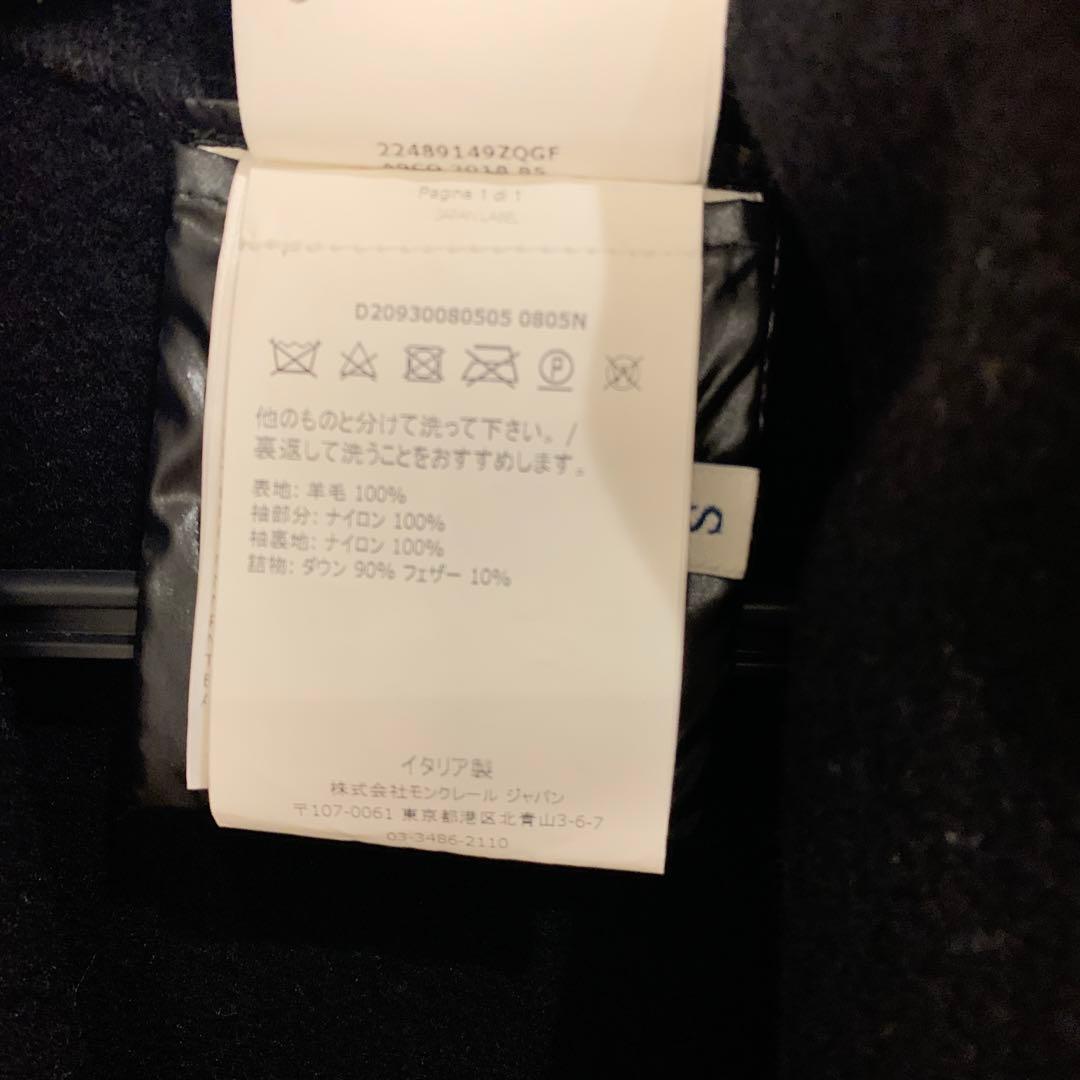 22489149ZQGF
Pagina 1 di 1
JAPAN LABEL
D20930080505 0805N
P
W
他のものと分けて洗って下さい。/
裏返して洗うことをおすすめします。
表地: 羊毛 100%
袖部分: ナイロン 100%
袖裏地: ナイロン 100%
詰物: ダウン 90% フェザー 10%
S
イタリア製
株式会社モンクレール ジャパン
〒107-0061 東京都港区北青山3-6-7
03-3486-2110